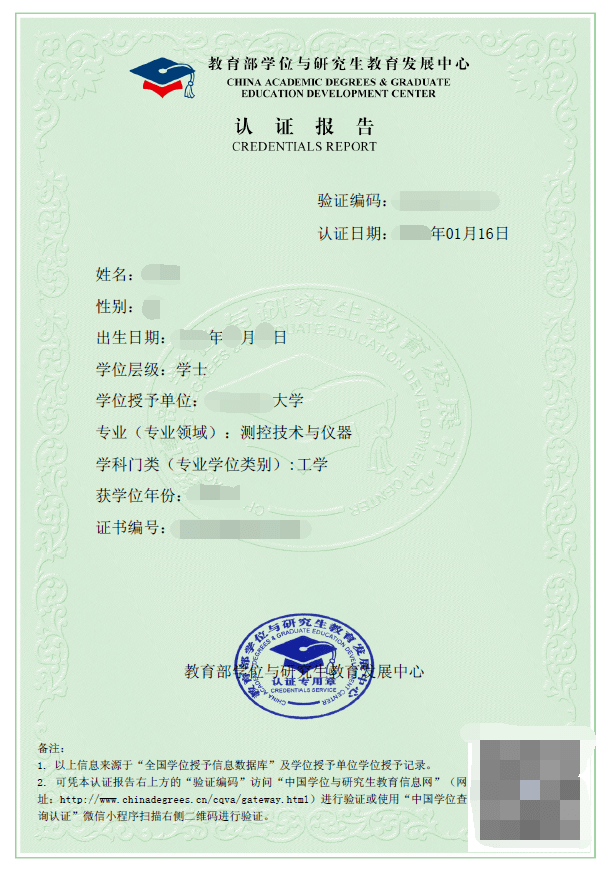 教育部学位与研究生教育发展中心
CHINA ACADEMIC DEGREES & GRADUATE
EDUCATION DEVELOPMENT CENTER
认证报告
CREDENTIALS REPORT
验证编码:
认证日期: 年01月16日
姓名:
性别:
出生日期: 年 月 日
学位层级: 学士
学位授予单位: 大学
专业（专业领域）: 测控技术与仪器
学科门类（专业学位类别）:工学
获学位年份:
证书编号:
教育部学位与研究生教育发展中心
CHINA ACADEMIC DEGREES & GRADUATE EDUCATION DEVELOPMENT CENTER
认证专用章
CREDENTIALS SERVICE
教育部学位与研究生教育发展中心
备注:
1. 以上信息来源于“全国学位授予信息数据库”及学位授予单位学位授予记录。
2. 可凭本认证报告右上方的“验证编码”访问“中国学位与研究生教育信息网”（网
址: http://www.chinadegrees.cn/cqva/gateway.html）进行验证或使用“中国学位查
询认证”微信小程序扫描右侧二维码进行验证。